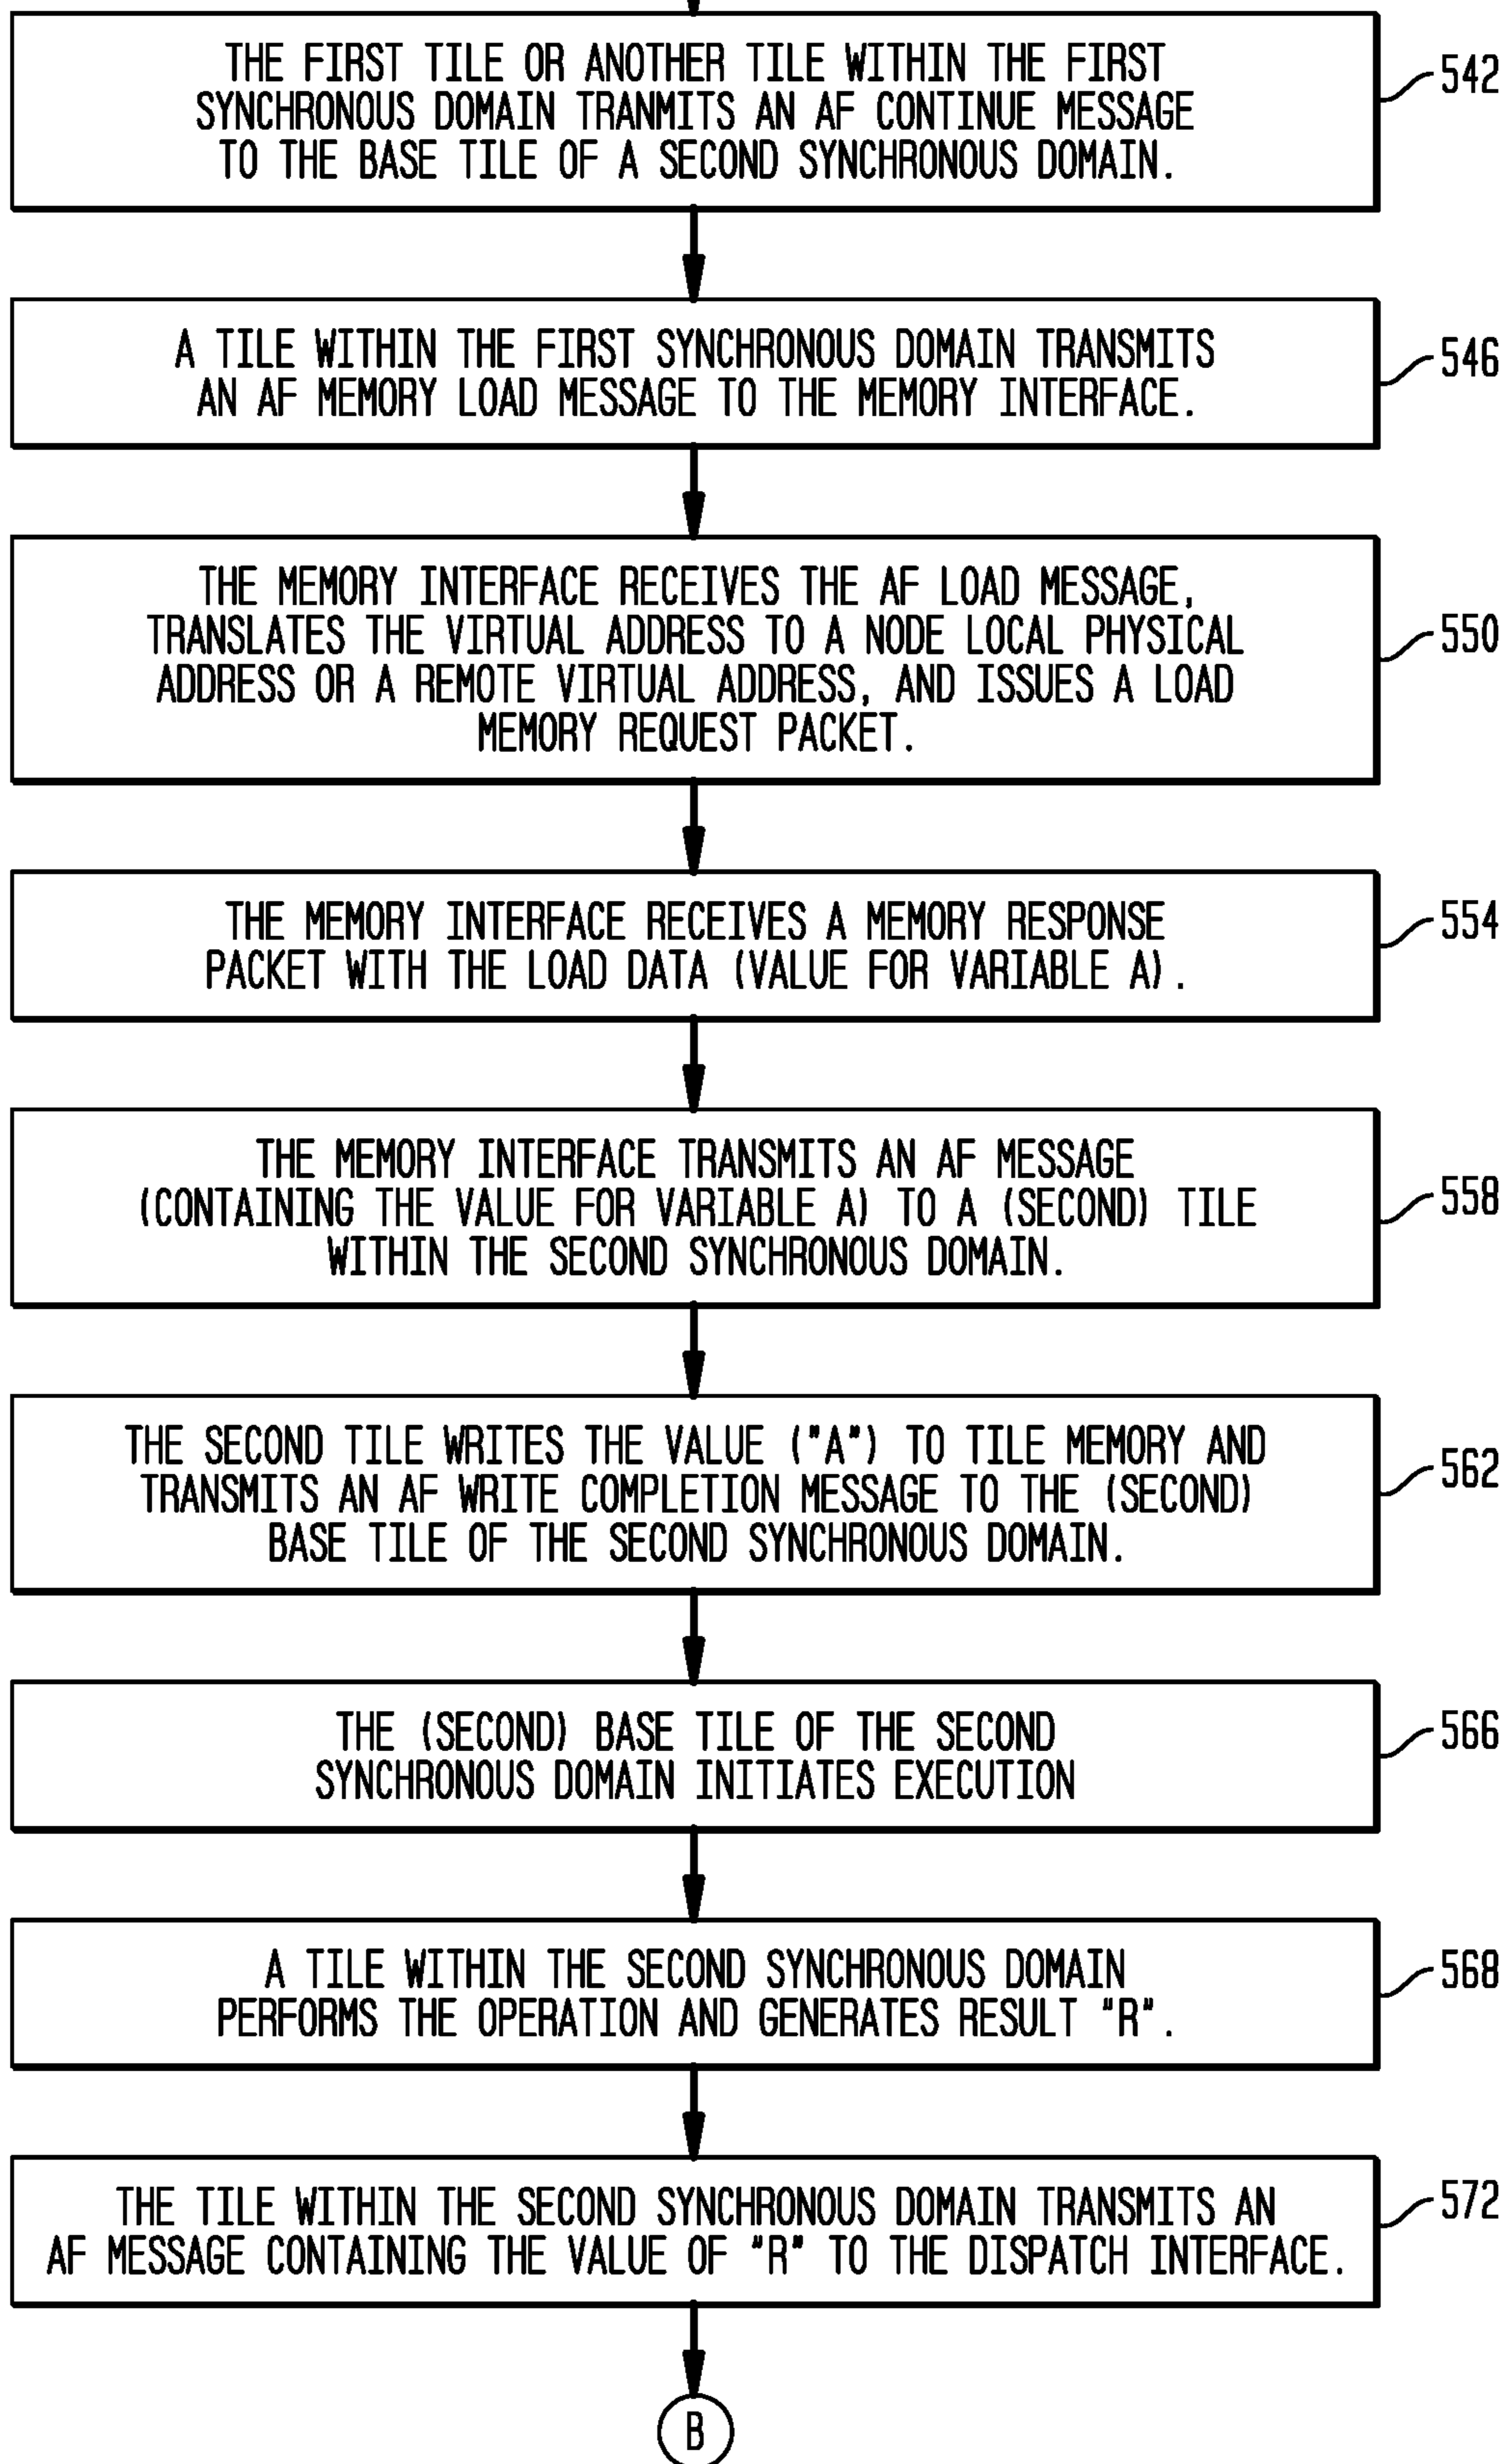 THE FIRST TILE OR ANOTHER TILE WITHIN THE FIRST
SYNCHRONOUS DOMAIN TRANMITS AN AF CONTINUE MESSAGE
TO THE BASE TILE OF A SECOND SYNCHRONOUS DOMAIN.
542
A TILE WITHIN THE FIRST SYNCHRONOUS DOMAIN TRANSMITS
AN AF MEMORY LOAD MESSAGE TO THE MEMORY INTERFACE.
546
THE MEMORY INTERFACE RECEIVES THE AF LOAD MESSAGE,
TRANSLATES THE VIRTUAL ADDRESS TO A NODE LOCAL PHYSICAL
ADDRESS OR A REMOTE VIRTUAL ADDRESS, AND ISSUES A LOAD
MEMORY REQUEST PACKET.
550
THE MEMORY INTERFACE RECEIVES A MEMORY RESPONSE
PACKET WITH THE LOAD DATA (VALUE FOR VARIABLE A).
554
THE MEMORY INTERFACE TRANSMITS AN AF MESSAGE
(CONTAINING THE VALUE FOR VARIABLE A) TO A (SECOND) TILE
WITHIN THE SECOND SYNCHRONOUS DOMAIN.
558
THE SECOND TILE WRITES THE VALUE ("A") TO TILE MEMORY AND
TRANSMITS AN AF WRITE COMPLETION MESSAGE TO THE (SECOND)
BASE TILE OF THE SECOND SYNCHRONOUS DOMAIN.
562
THE (SECOND) BASE TILE OF THE SECOND
SYNCHRONOUS DOMAIN INITIATES EXECUTION
566
A TILE WITHIN THE SECOND SYNCHRONOUS DOMAIN
PERFORMS THE OPERATION AND GENERATES RESULT "R".
568
THE TILE WITHIN THE SECOND SYNCHRONOUS DOMAIN TRANSMITS AN
AF MESSAGE CONTAINING THE VALUE OF "R" TO THE DISPATCH INTERFACE.
572
B